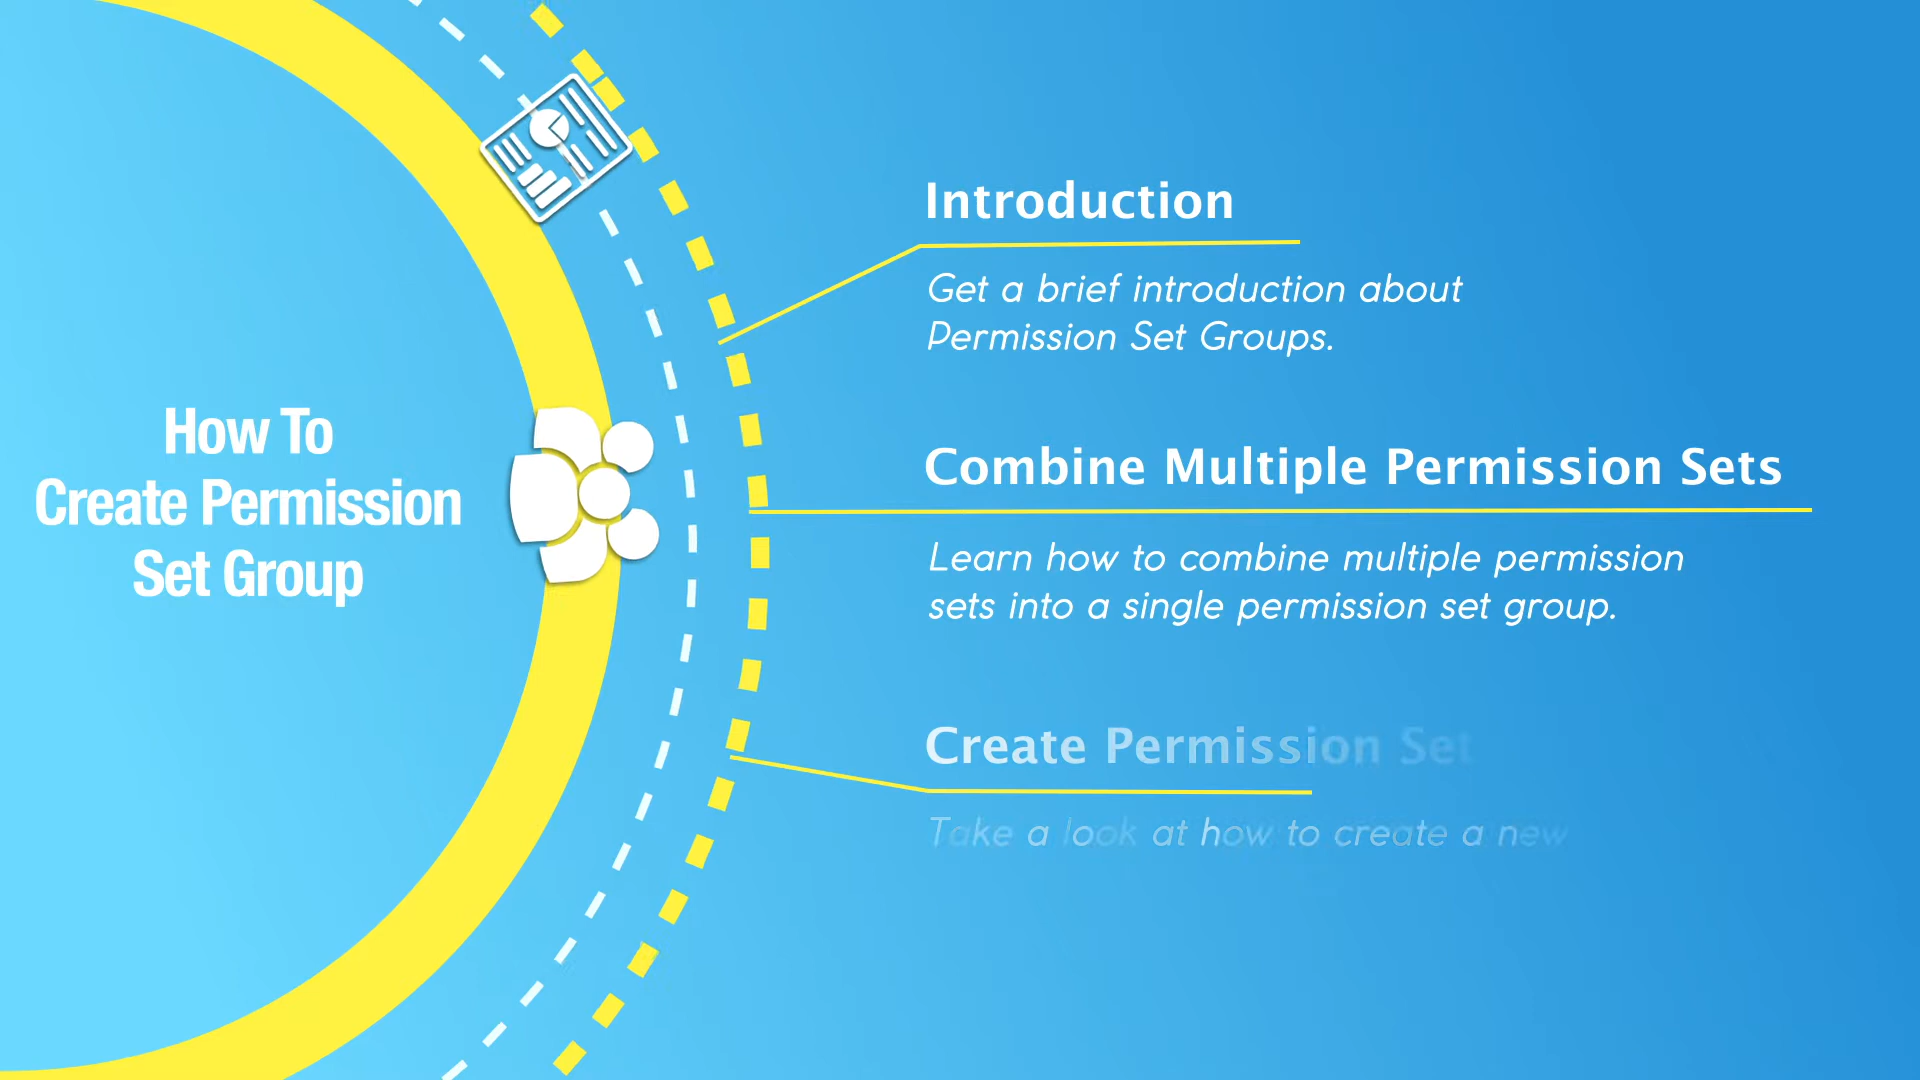 How To
Create Permission
Set Group
Introduction
Get a brief introduction about
Permission Set Groups.
Combine Multiple Permission Sets
Learn how to combine multiple permission
sets into a single permission set group.
Create Permission Set
Take a look at how to create a new